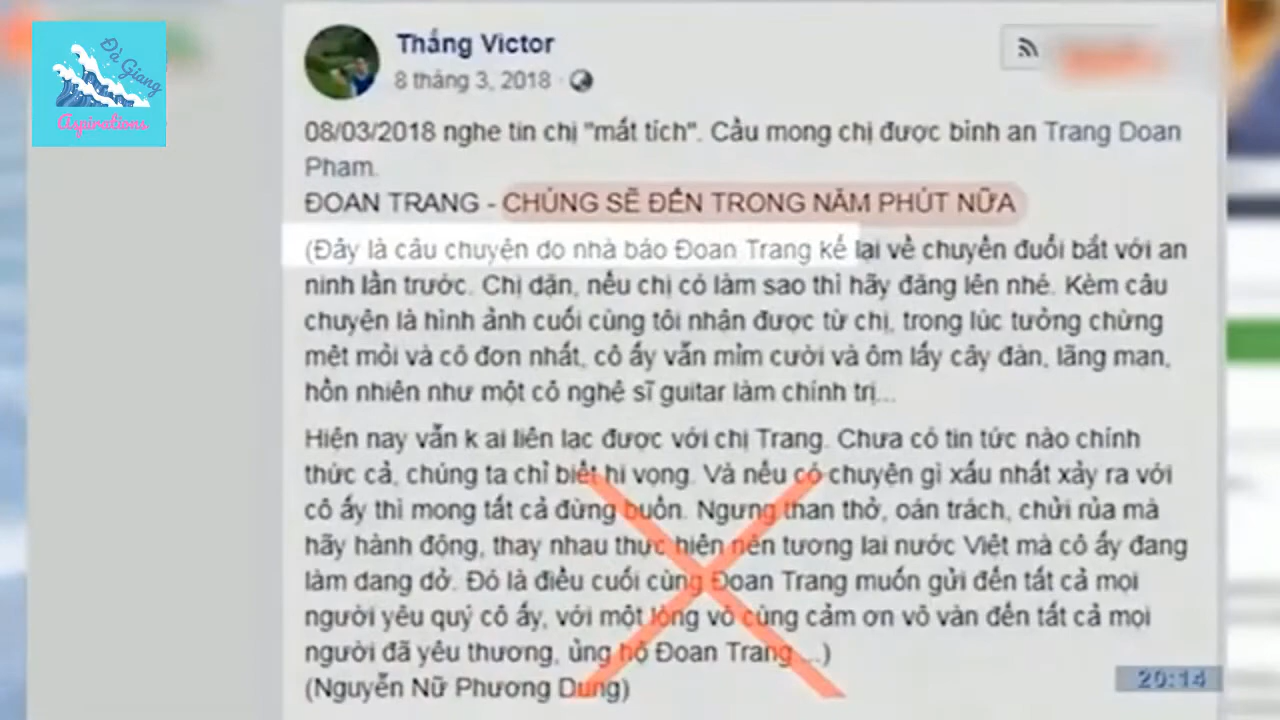 Đà Giang
Aspirations
Thắng Victor
8 tháng 3, 2018
08/03/2018 nghe tin chị "mất tích". Cầu mong chị được bình an Trang Doan
Pham.
ĐOAN TRANG - CHÚNG SẼ ĐẾN TRONG NĂM PHÚT NỮA
(Đây là câu chuyện do nhà báo Đoan Trang kể lại về chuyến đuổi bắt với an
ninh lần trước. Chị dặn, nếu chị có làm sao thì hãy đăng lên nhé. Kèm câu
chuyện là hình ảnh cuối cùng tôi nhận được từ chị, trong lúc tưởng chừng
mệt mỏi và cô đơn nhất, cô ấy vẫn mỉm cười và ôm lấy cây đàn, lãng mạn,
hồn nhiên như một cô nghệ sĩ guitar làm chính trị...
Hiện nay vẫn k ai liên lạc được với chị Trang. Chưa có tin tức nào chính
thức cả, chúng ta chỉ biết hi vọng. Và nếu có chuyện gì xấu nhất xảy ra với
cô ấy thì mong tất cả đừng buồn. Ngưng than thở, oán trách, chửi rủa mà
hãy hành động, thay nhau thực hiện nên tương lai nước Việt mà cô ấy đang
làm dang dở. Đó là điều cuối cùng Đoan Trang muốn gửi đến tất cả mọi
người yêu quý cô ấy, với một lòng vô cùng cảm ơn vô vàn đến tất cả mọi
người đã yêu thương, ủng hộ Đoan Trang ...)
(Nguyễn Nữ Phương Dung)
20:14